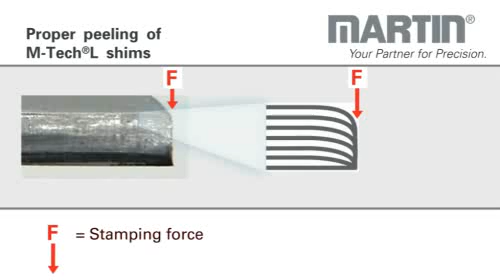 Proper peeling of
M-Tech®L shims
MARTIN®
Your Partner for Precision.
F
F
F = Stamping force